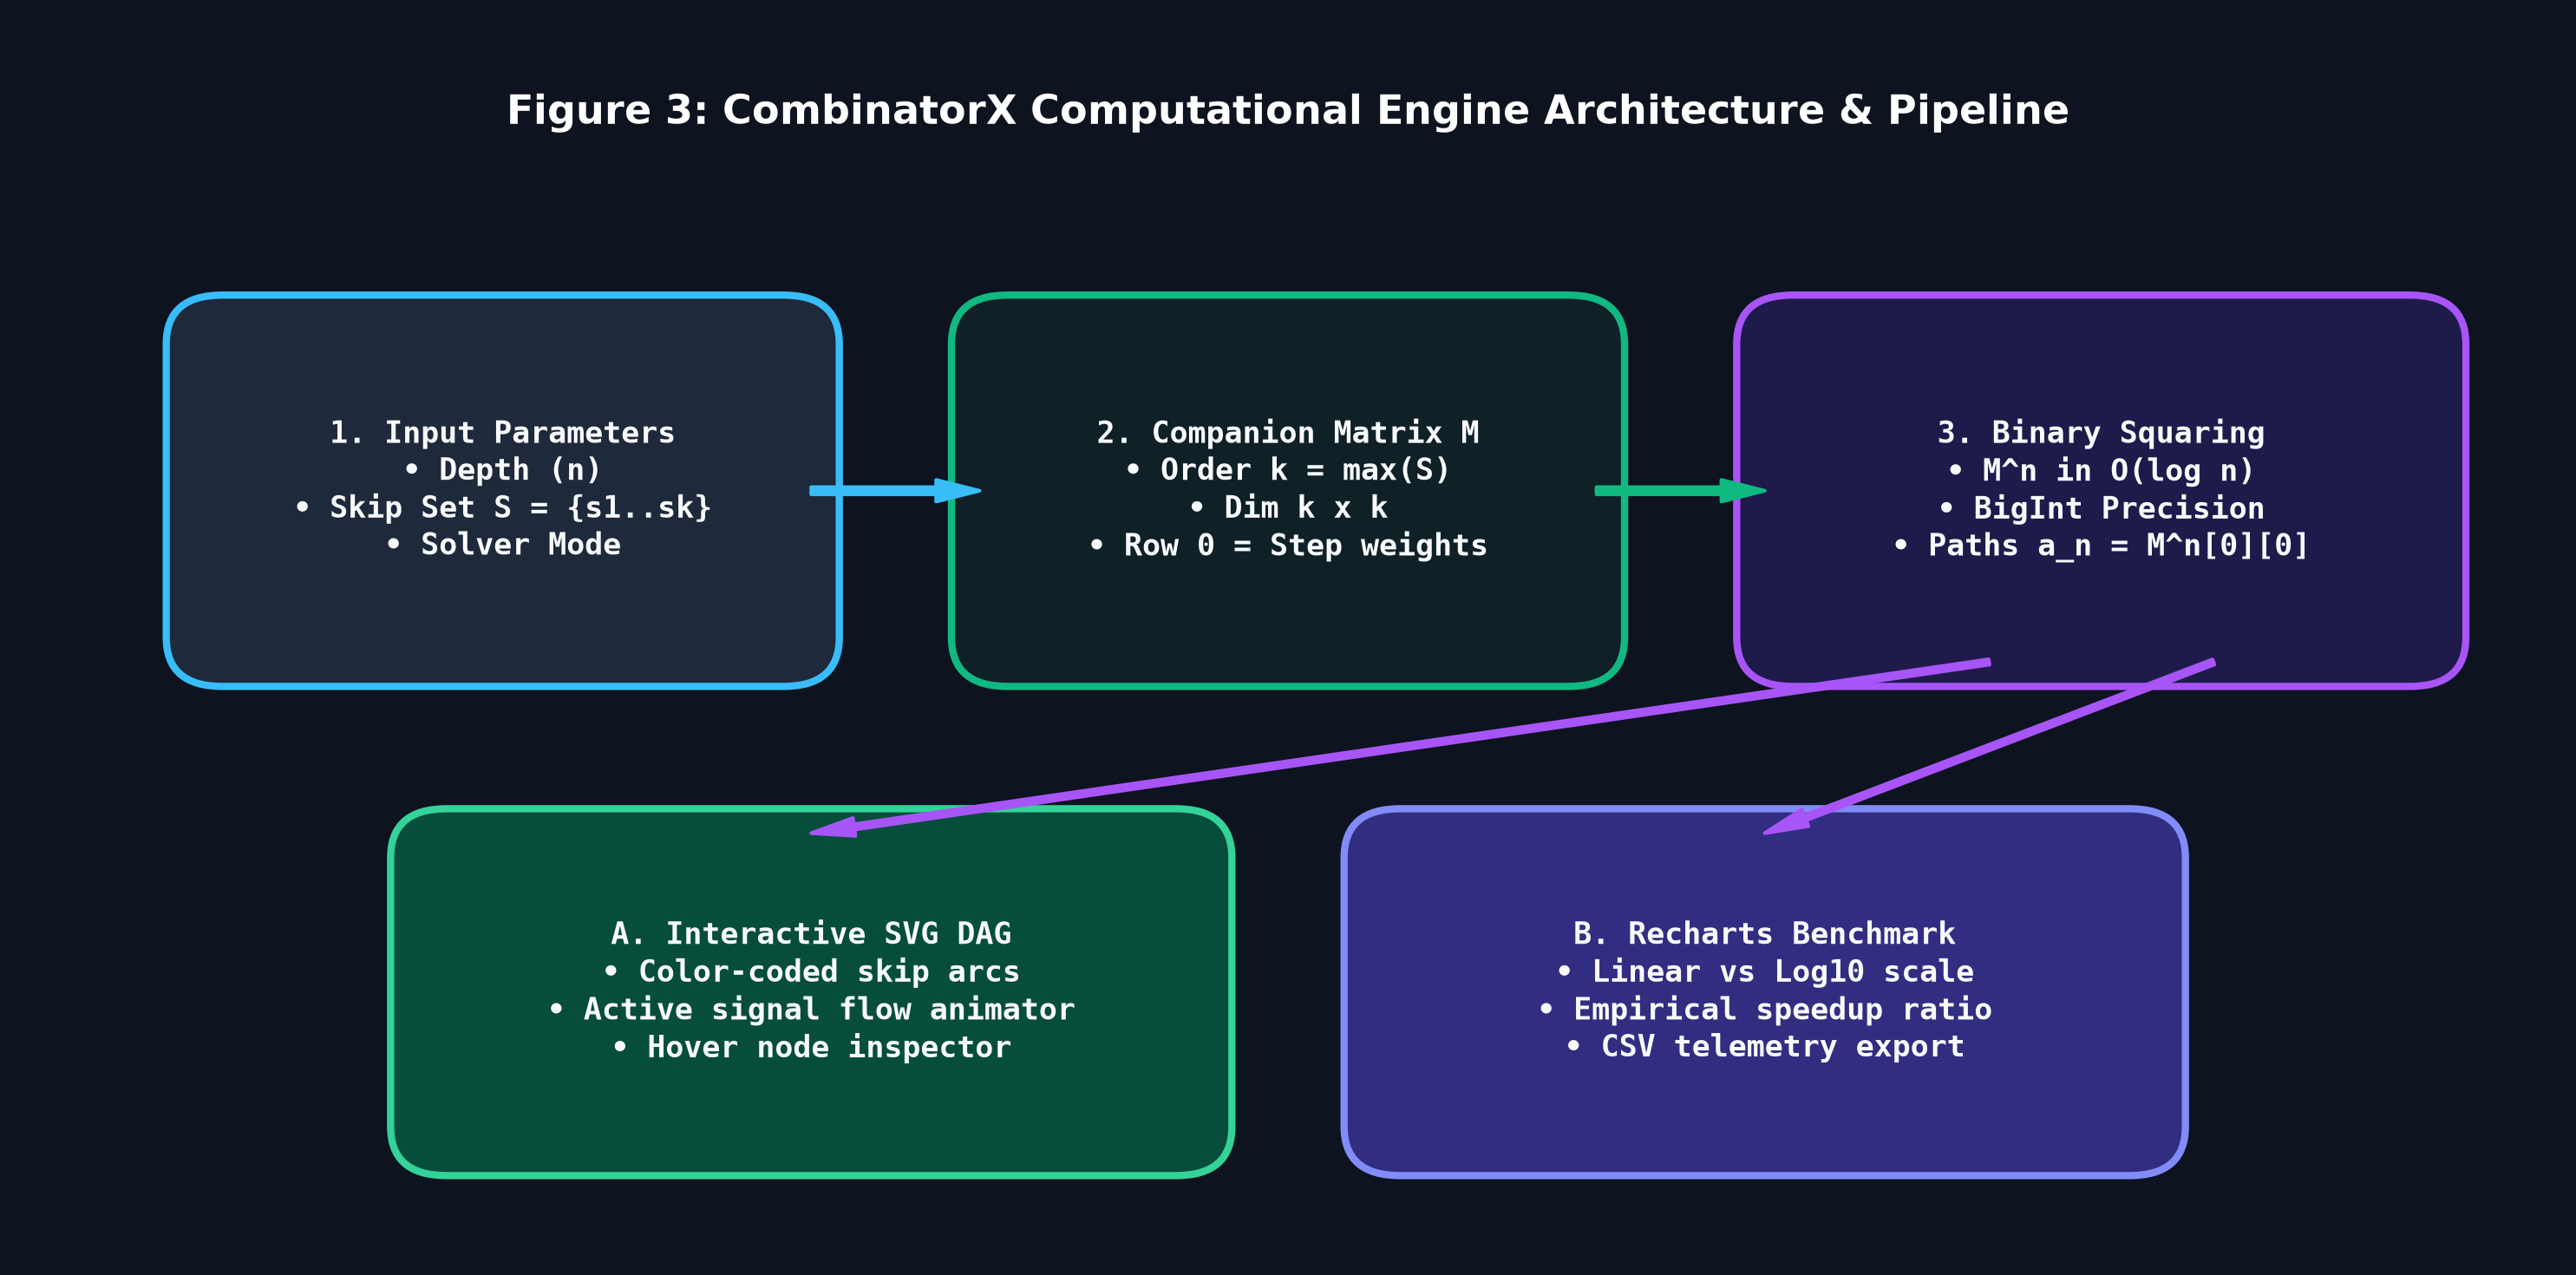 Figure 3: CombinatorX Computational Engine Architecture & Pipeline
1. Input Parameters
• Depth (n)
• Skip Set S = {s1..sk}
• Solver Mode
2. Companion Matrix M
• Order k = max(S)
• Dim k x k
• Row 0 = Step weights
3. Binary Squaring
• M^n in O(log n)
• BigInt Precision
• Paths a_n = M^n[0][0]
A. Interactive SVG DAG
• Color-coded skip arcs
• Active signal flow animator
• Hover node inspector
B. Recharts Benchmark
• Linear vs Log10 scale
• Empirical speedup ratio
• CSV telemetry export